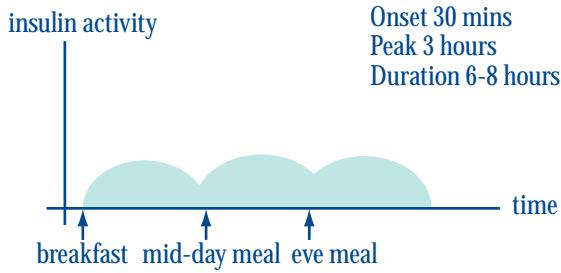 insulin activity
Onset 30 mins
Peak 3 hours
Duration 6-8 hours
time
breakfast mid-day meal eve meal